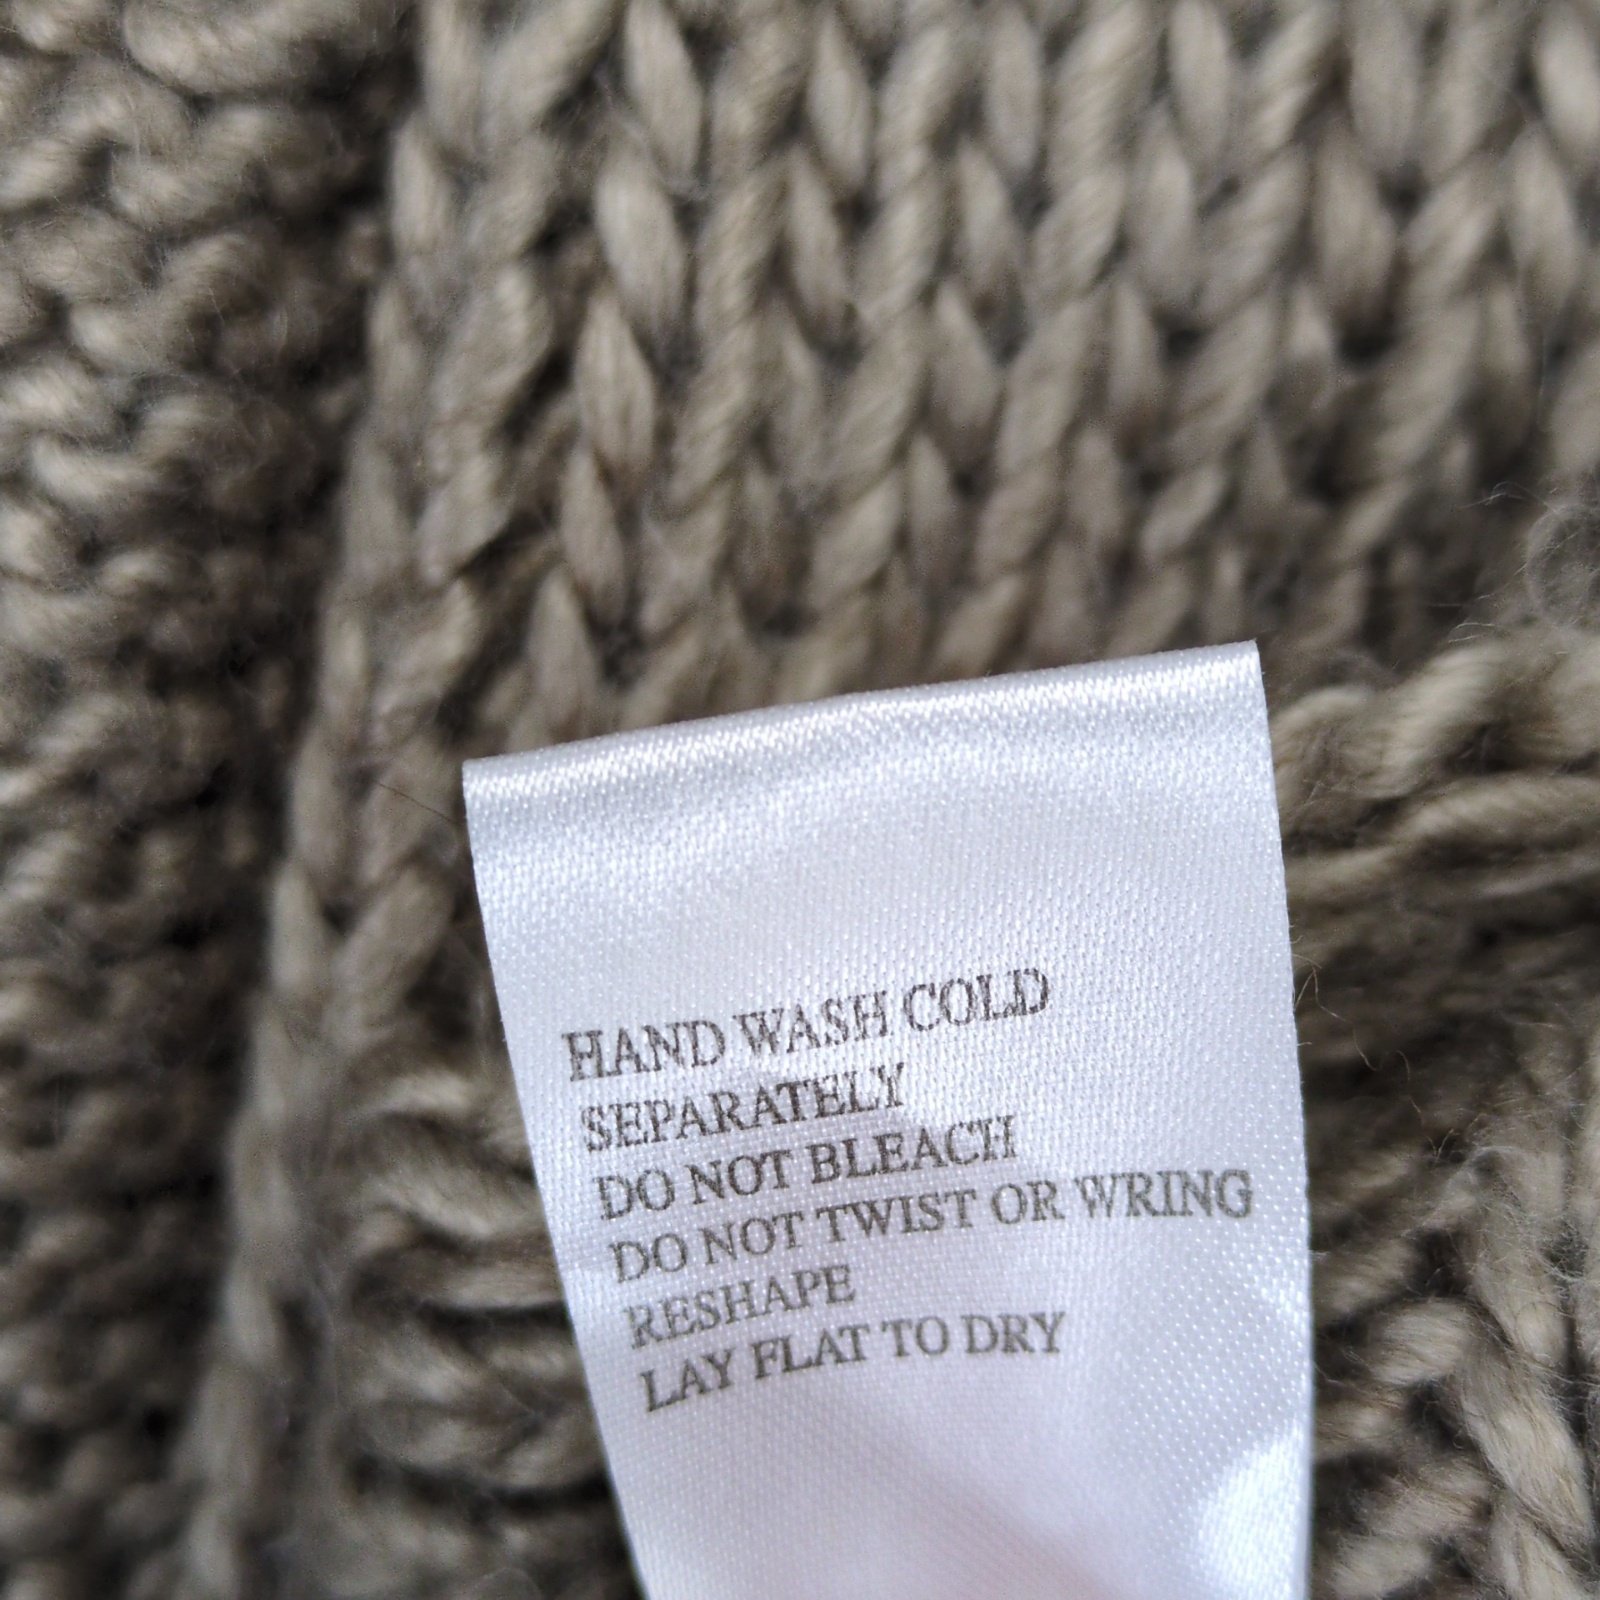 HAND WASH COLD
SEPARATELY
DO NOT BLEACH
DO NOT TWIST OR WRING
RESHAPE
LAY FLAT TO DRY